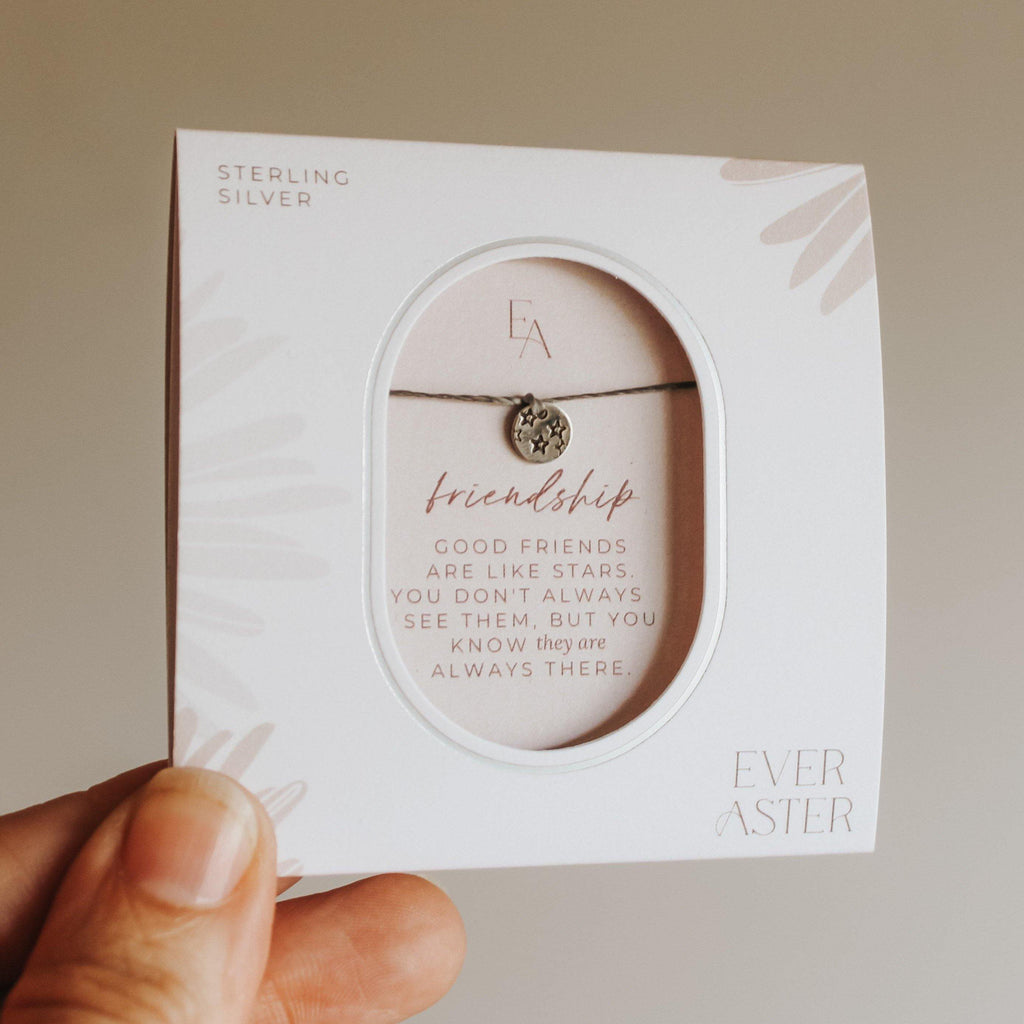 STERLING
SILVER
EA
friendship
GOOD FRIENDS
ARE LIKE STARS.
YOU DON'T ALWAYS
SEE THEM, BUT YOU
KNOW they are
ALWAYS THERE.
EVER
ASTER